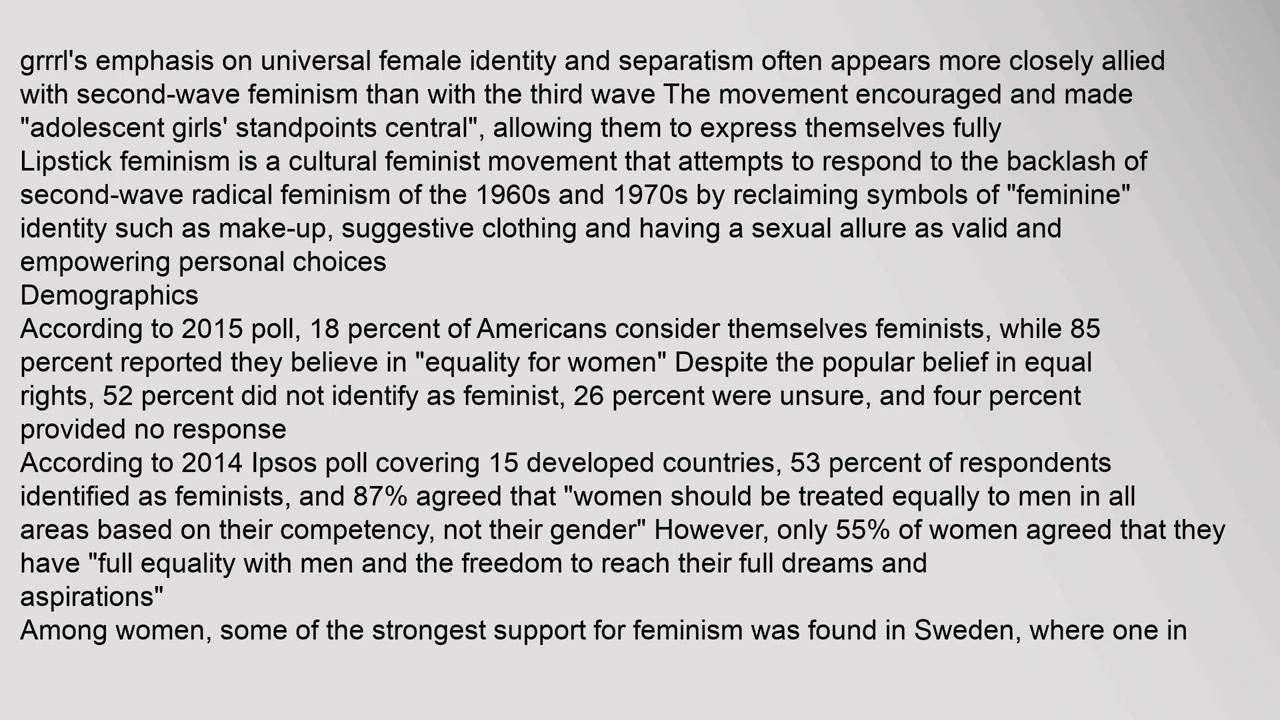 grrrl's emphasis on universal female identity and separatism often appears more closely allied
with second-wave feminism than with the third wave The movement encouraged and made
"adolescent girls' standpoints central", allowing them to express themselves fully
Lipstick feminism is a cultural feminist movement that attempts to respond to the backlash of
second-wave radical feminism of the 1960s and 1970s by reclaiming symbols of "feminine"
identity such as make-up, suggestive clothing and having a sexual allure as valid and
empowering personal choices
Demographics
According to 2015 poll, 18 percent of Americans consider themselves feminists, while 85
percent reported they believe in "equality for women" Despite the popular belief in equal
rights, 52 percent did not identify as feminist, 26 percent were unsure, and four percent
provided no response
According to 2014 Ipsos poll covering 15 developed countries, 53 percent of respondents
identified as feminists, and 87% agreed that "women should be treated equally to men in all
areas based on their competency, not their gender" However, only 55% of women agreed that they
have "full equality with men and the freedom to reach their full dreams and
aspirations"
Among women, some of the strongest support for feminism was found in Sweden, where one in